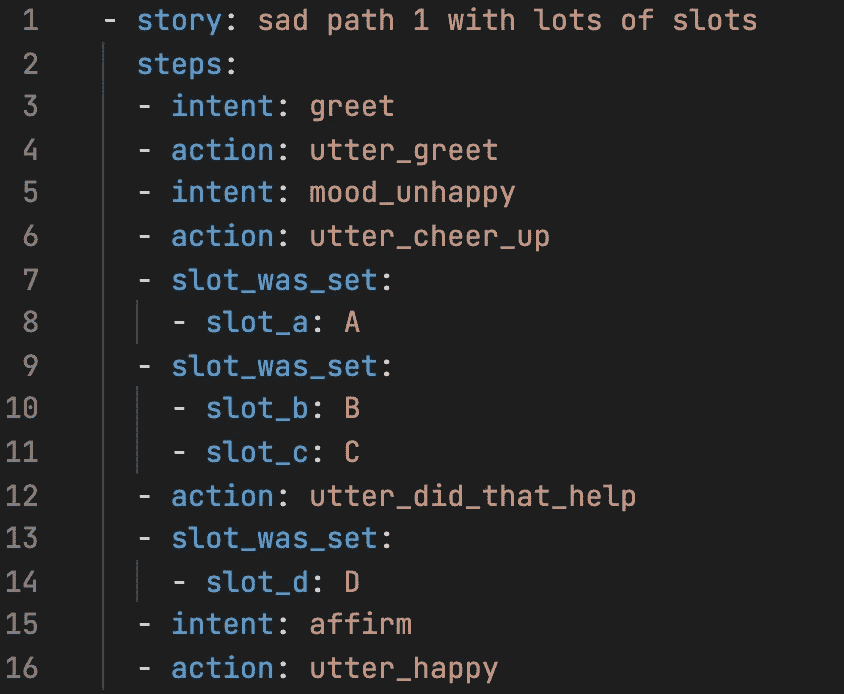 1 - story: sad path 1 with lots of slots
2 steps:
3 - intent: greet
4 - action: utter_greet
5 - intent: mood_unhappy
6 - action: utter_cheer_up
7 - slot_was_set:
8 - slot_a: A
9 - slot_was_set:
10 - slot_b: B
11 - slot_c: C
12 - action: utter_did_that_help
13 - slot_was_set:
14 - slot_d: D
15 - intent: affirm
16 - action: utter_happy